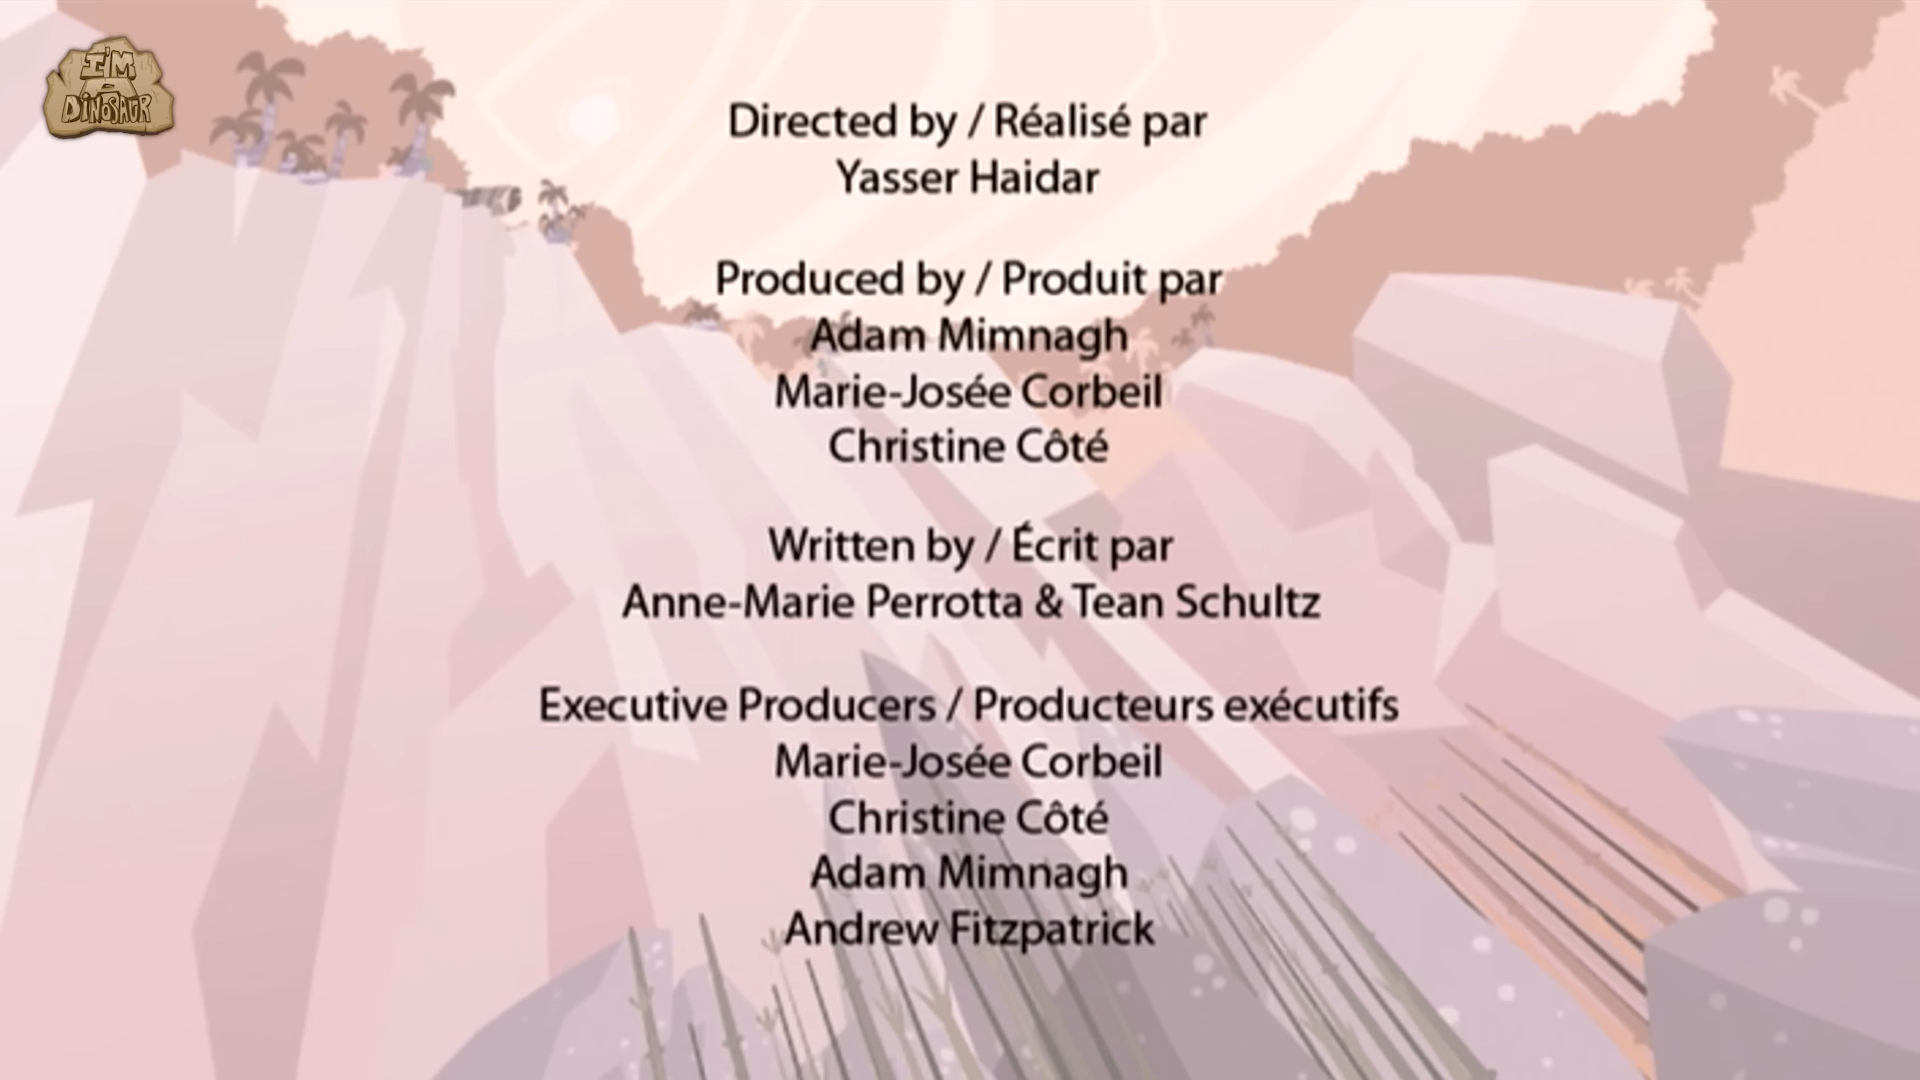 I'M
A
DINOSAUR
Directed by / Réalisé par
Yasser Haidar
Produced by / Produit par
Adam Mimnagh
Marie-Josée Corbeil
Christine Côté
Written by / Écrit par
Anne-Marie Perrotta & Tean Schultz
Executive Producers / Producteurs exécutifs
Marie-Josée Corbeil
Christine Côté
Adam Mimnagh
Andrew Fitzpatrick